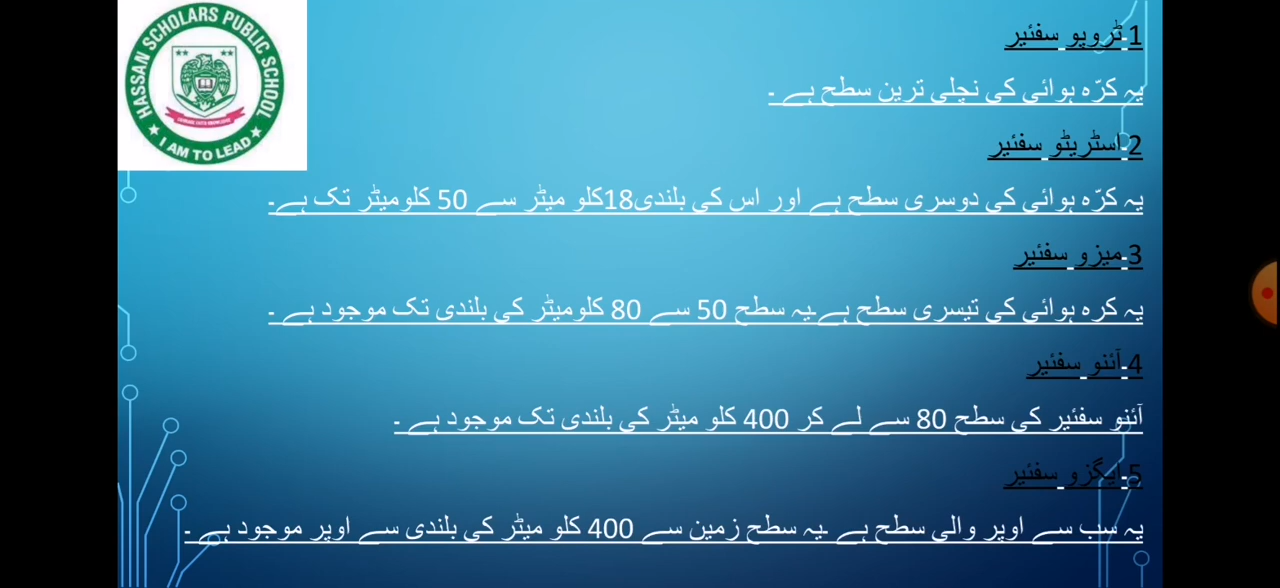 HASSAN SCHOLARS PUBLIC SCHOOL
I AM TO LEAD
1۔ٹروپو سفئیر
یہ کرّہ ہوائی کی نچلی ترین سطح ہے ۔
2۔اسٹریٹو سفئیر
یہ کرّہ ہوائی کی دوسری سطح ہے اور اس کی بلندی18کلو میٹر سے 50 کلومیٹر تک ہے۔
3۔میزو سفئیر
یہ کرہ ہوائی کی تیسری سطح ہے۔یہ سطح 50 سے 80 کلومیٹر کی بلندی تک موجود ہے ۔
4۔آئنو سفئیر
آئنو سفئیر کی سطح 80 سے لے کر 400 کلو میٹر کی بلندی تک موجود ہے ۔
5۔ایگزو سفئیر
یہ سب سے اوپر والی سطح ہے ۔یہ سطح زمین سے 400 کلو میٹر کی بلندی سے اوپر موجود ہے ۔